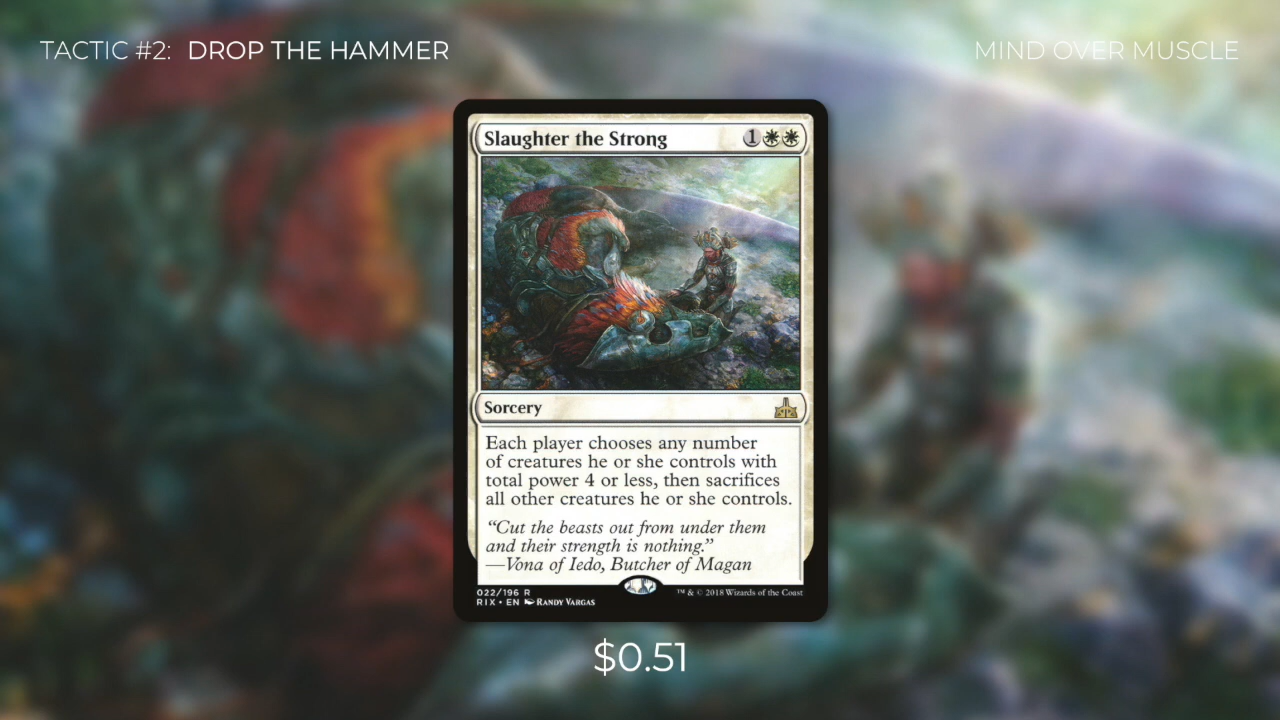 TACTIC #2: DROP THE HAMMER
MIND OVER MUSCLE
Slaughter the Strong 1
Sorcery
Each player chooses any number
of creatures he or she controls with
total power 4 or less, then sacrifices
all other creatures he or she controls.
“Cut the beasts out from under them
and their strength is nothing.”
—Vona of Iedo, Butcher of Magan
022/196 R
RIX • EN RANDY VARGAS
™ & © 2018 Wizards of the Coast
$0.51